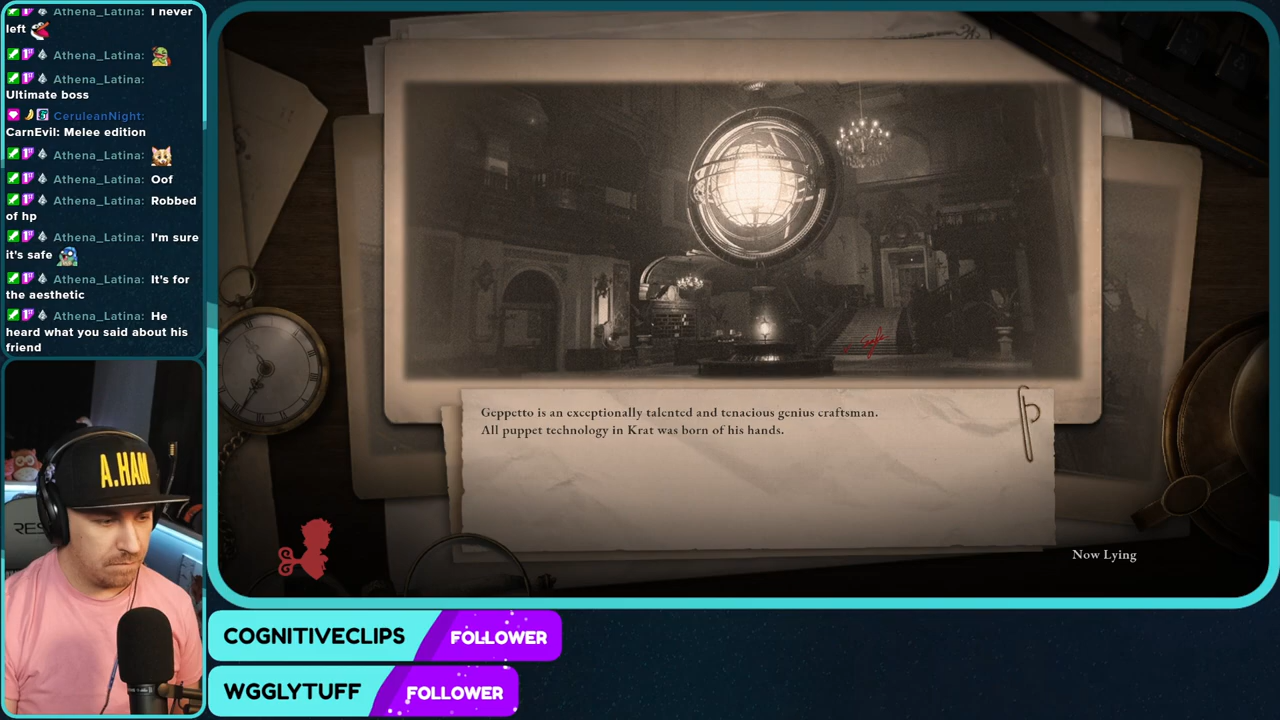 Athena_Latina: I never
left
Athena_Latina:
Athena_Latina:
Ultimate boss
CeruleanNight:
CarnEvil: Melee edition
Athena_Latina:
Athena_Latina: Oof
Athena_Latina: Robbed
of hp
Athena_Latina: I'm sure
it's safe
Athena_Latina: It's for
the aesthetic
Athena_Latina: He
heard what you said about his
friend
A.HAM
RES
Geppetto is an exceptionally talented and tenacious genius craftsman.
All puppet technology in Krat was born of his hands.
Now Lying
COGNITIVECLIPS FOLLOWER
WGGLYTUFF FOLLOWER